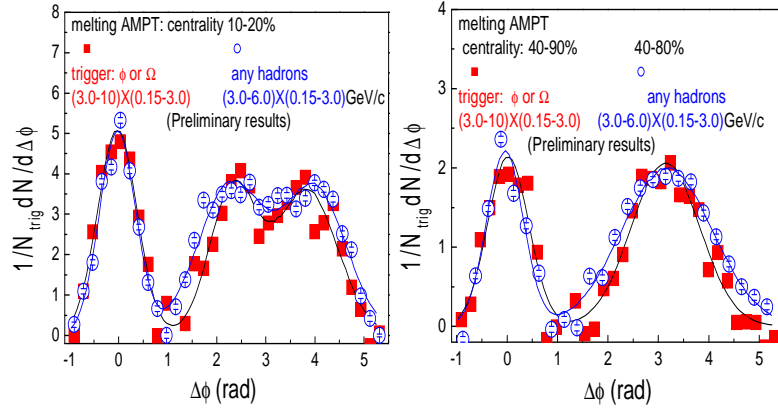 melting AMPT: centrality 10-20%
trigger: ϕ or Ω any hadrons
(3.0-10)X(0.15-3.0) (3.0-6.0)X(0.15-3.0)GeV/c
(Preliminary results)
1/N trig dN/dΔϕ
8
7
6
5
4
3
2
1
0
-1 0 1 2 3 4 5
Δϕ (rad)
melting AMPT
centrality: 40-90% 40-80%
trigger: ϕ or Ω any hadrons
(3.0-10)X(0.15-3.0) (3.0-6.0)X(0.15-3.0)GeV/c
(Preliminary results)
1/N trig dN/dΔϕ
4
3
2
1
0
-1 0 1 2 3 4 5
Δϕ (rad)